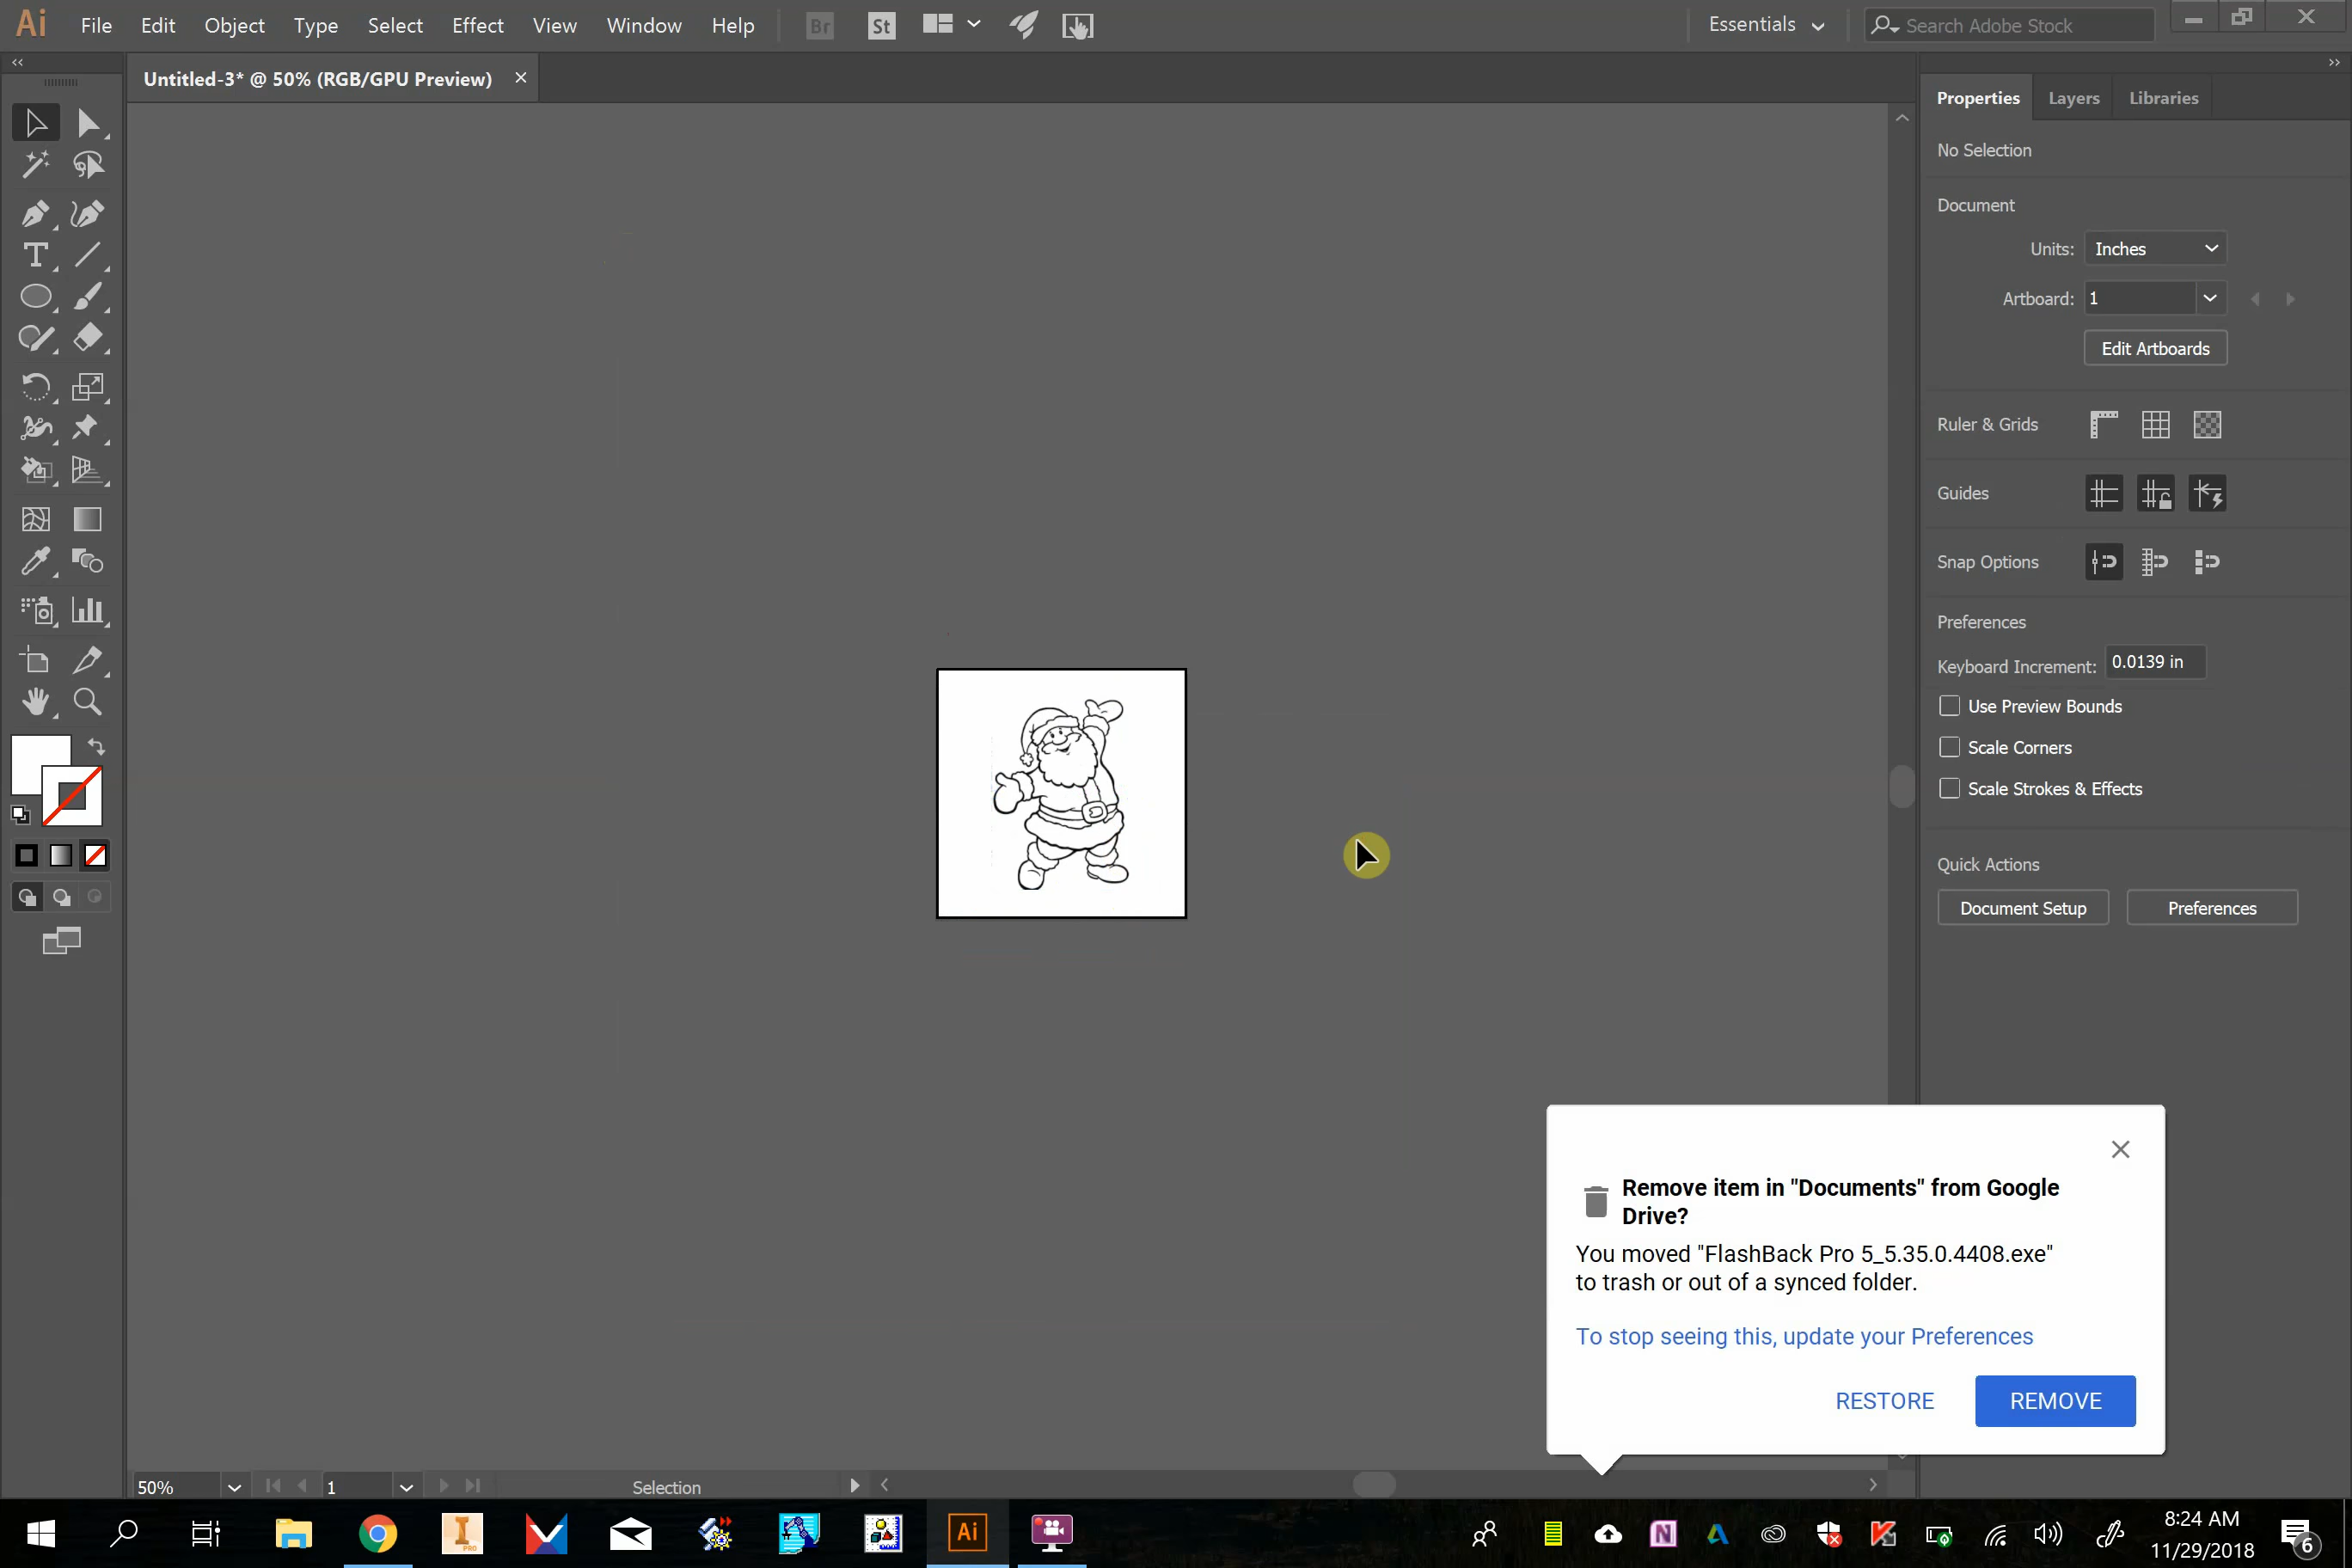 Ai File Edit Object Type Select Effect View Window Help Br St Essentials Search Adobe Stock
Untitled-3* @ 50% (RGB/GPU Preview)
Properties Layers Libraries
No Selection
Document
Units: Inches
Artboard: 1
Edit Artboards
Ruler & Grids
Guides
Snap Options
Preferences
Keyboard Increment: 0.0139 in
Use Preview Bounds
Scale Corners
Scale Strokes & Effects
Quick Actions
Document Setup Preferences
Remove item in "Documents" from Google
Drive?
You moved "FlashBack Pro 5_5.35.0.4408.exe"
to trash or out of a synced folder.
To stop seeing this, update your Preferences
RESTORE REMOVE
50% 1 Selection
I PRO Ai N 8:24 AM
11/29/2018 6